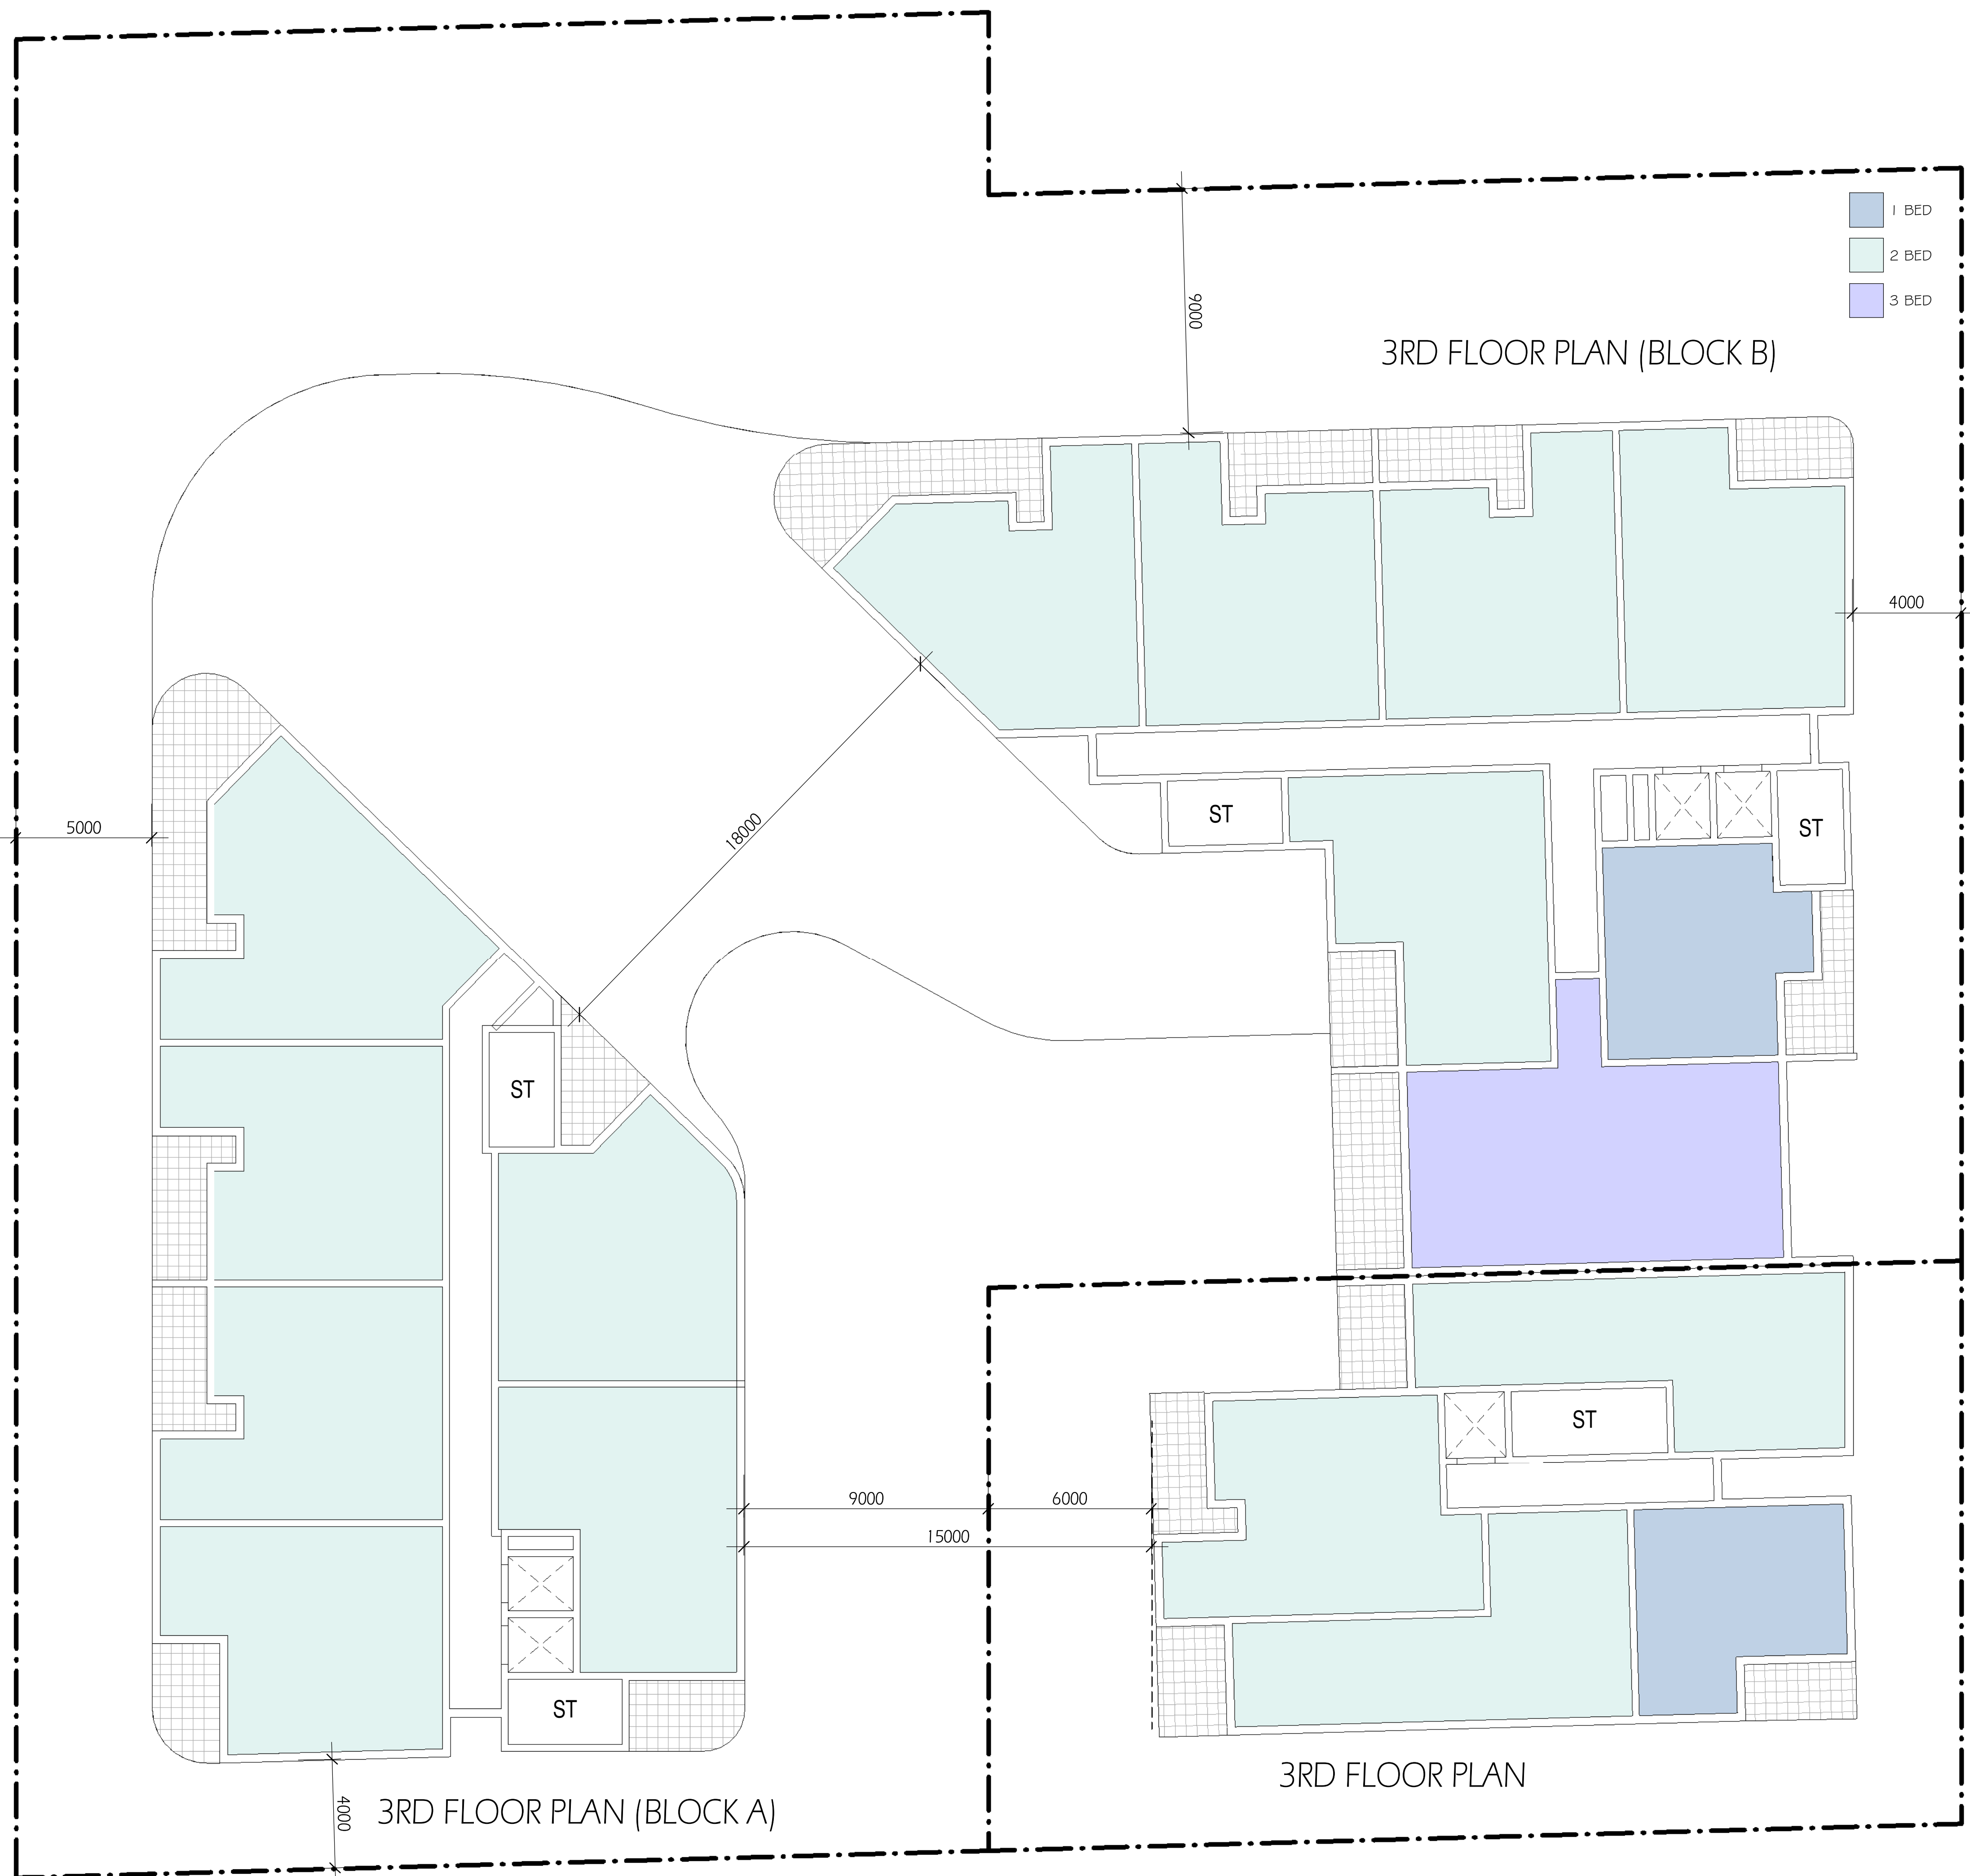 1 BED
2 BED
3 BED
9000
3RD FLOOR PLAN (BLOCK B)
4000
18000
5000
ST
ST
ST
ST
9000
6000
15000
ST
3RD FLOOR PLAN
4000
3RD FLOOR PLAN (BLOCK A)